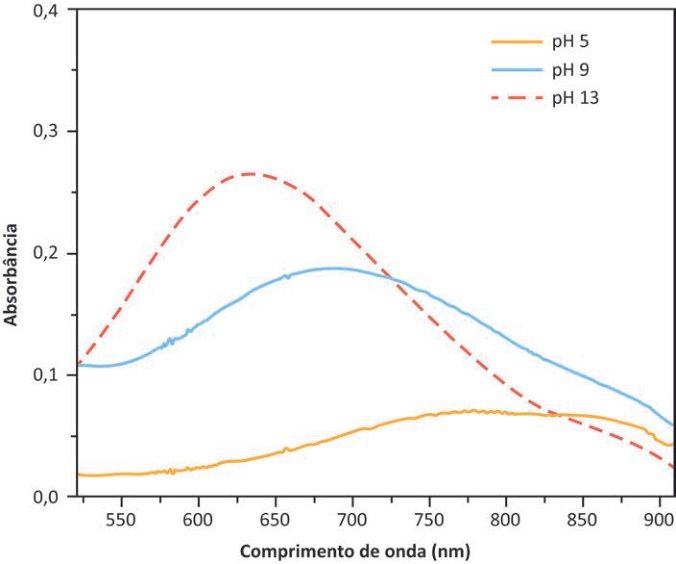 0,4
0,3
0,2
0,1
0,0
Absorbância
pH 5
pH 9
pH 13
550 600 650 700 750 800 850 900
Comprimento de onda (nm)